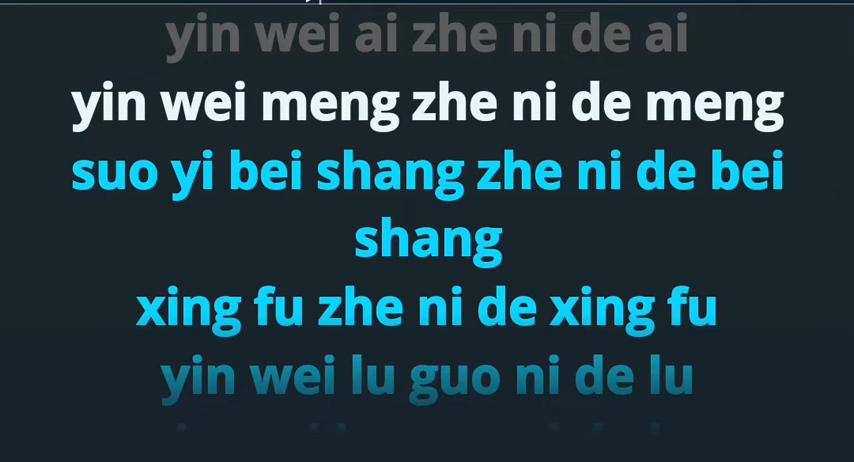 yin wei ai zhe ni de ai
yin wei meng zhe ni de meng
suo yi bei shang zhe ni de bei
shang
xing fu zhe ni de xing fu
yin wei lu guo ni de lu